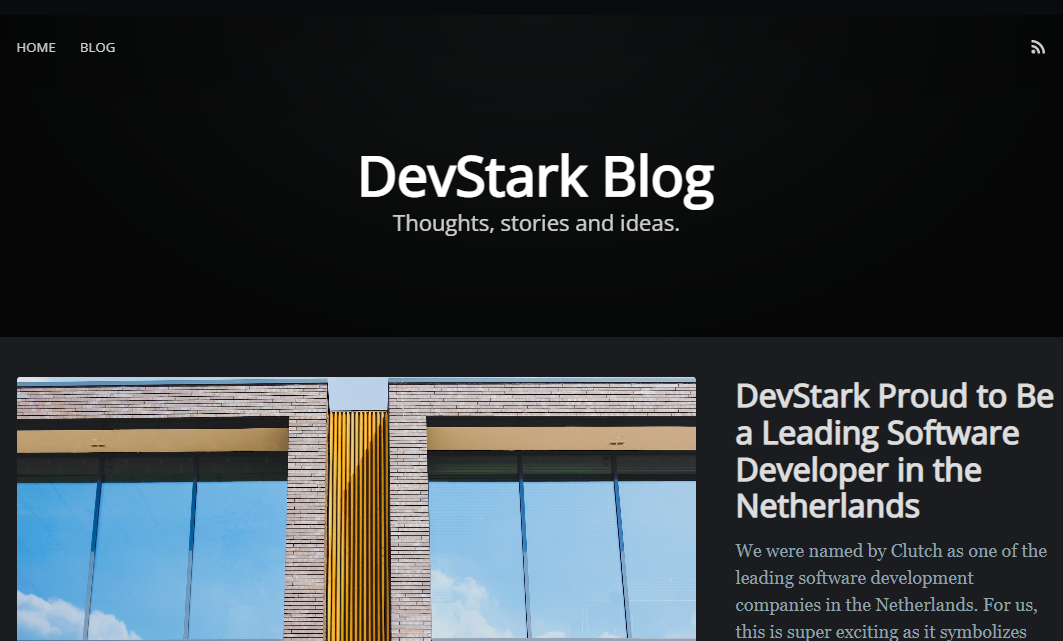 HOME BLOG
DevStark Blog
Thoughts, stories and ideas.
DevStark Proud to Be
a Leading Software
Developer in the
Netherlands
We were named by Clutch as one of the
leading software development
companies in the Netherlands. For us,
this is super exciting as it symbolizes